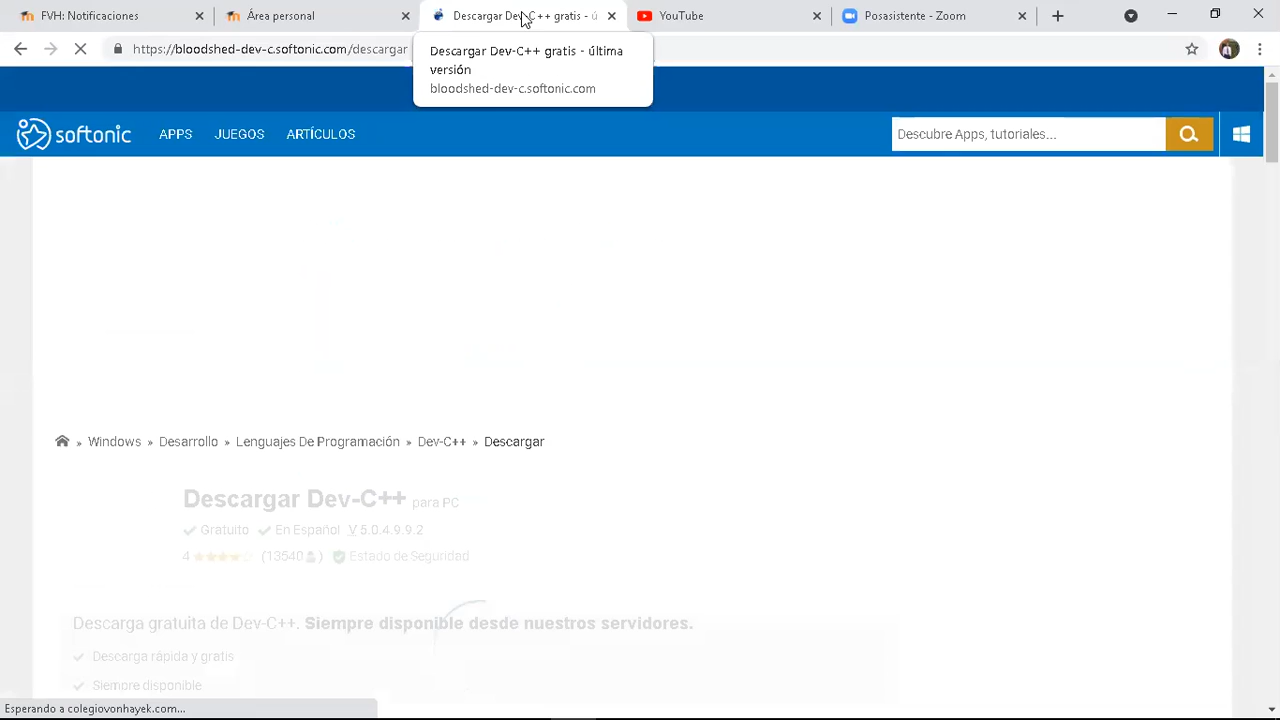 FVH: Notificaciones
Área personal
Descargar Dev-C++ gratis - ú
YouTube
Posasistente - Zoom
https://bloodshed-dev-c.softonic.com/descargar
Descargar Dev-C++ gratis - última
versión
bloodshed-dev-c.softonic.com
softonic
APPS
JUEGOS
ARTÍCULOS
Descubre Apps, tutoriales...
» Windows » Desarrollo » Lenguajes De Programación » Dev-C++ » Descargar
Descargar Dev-C++ para PC
Gratuito
En Español
V 5.0.4.9.9.2
4
(13540)
Estado de Seguridad
Descarga gratuita de Dev-C++. Siempre disponible desde nuestros servidores.
Descarga rápida y gratis
Siempre disponible
Esperando a colegiovonhayek.com...